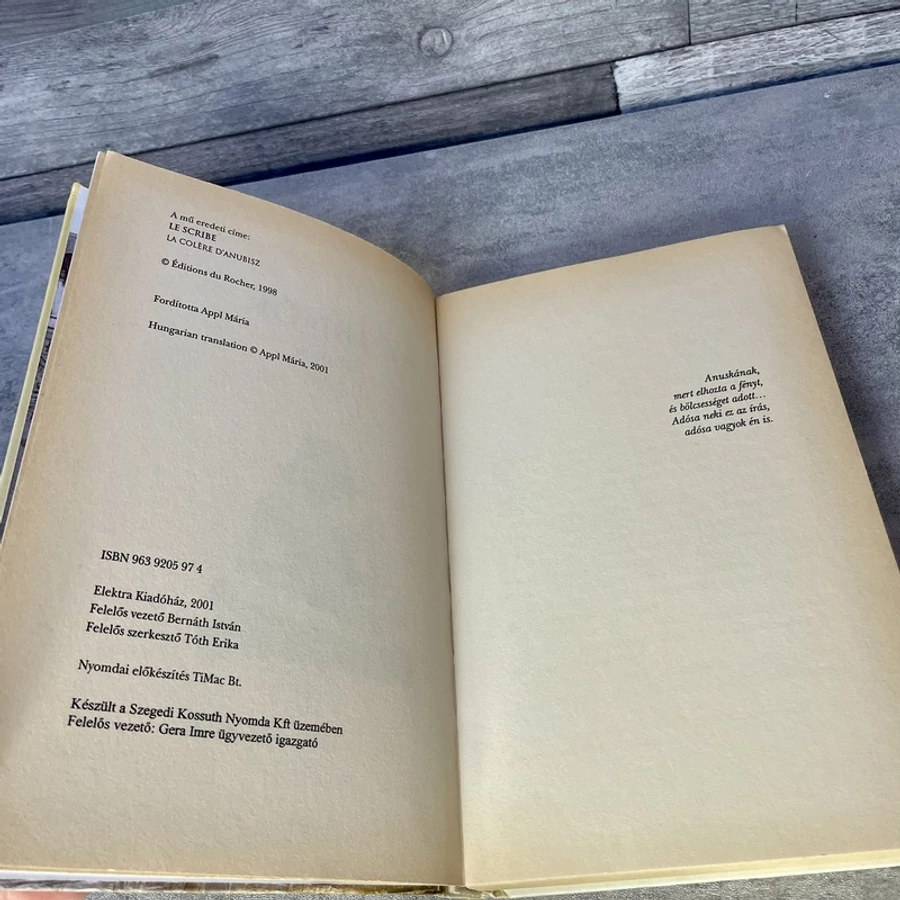 A mű eredeti címe:
LE SCRIBE
LA COLÈRE D'ANUBISZ
© Éditions du Rocher, 1998
Fordította Appl Mária
Hungarian translation © Appl Mária, 2001
ISBN 963 9205 97 4
Elektra Kiadóház, 2001
Felelős vezető Bernáth István
Felelős szerkesztő Tóth Erika
Nyomdai előkészítés TiMac Bt.
Készült a Szegedi Kossuth Nyomda Kft üzemében
Felelős vezető: Gera Imre ügyvezető igazgató
Anuskának,
mert elhozta a fényt,
és bölcsességet adott...
Adósa neki ez az írás,
adósa vagyok én is.